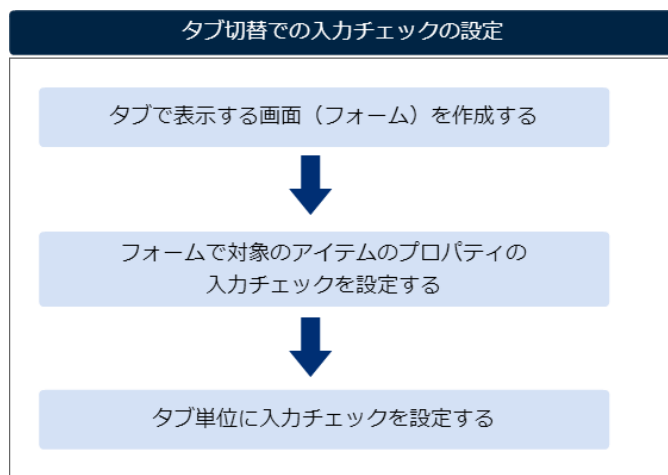 タブ切替での入力チェックの設定
タブで表示する画面（フォーム）を作成する
フォームで対象のアイテムのプロパティの
入力チェックを設定する
タブ単位に入力チェックを設定する